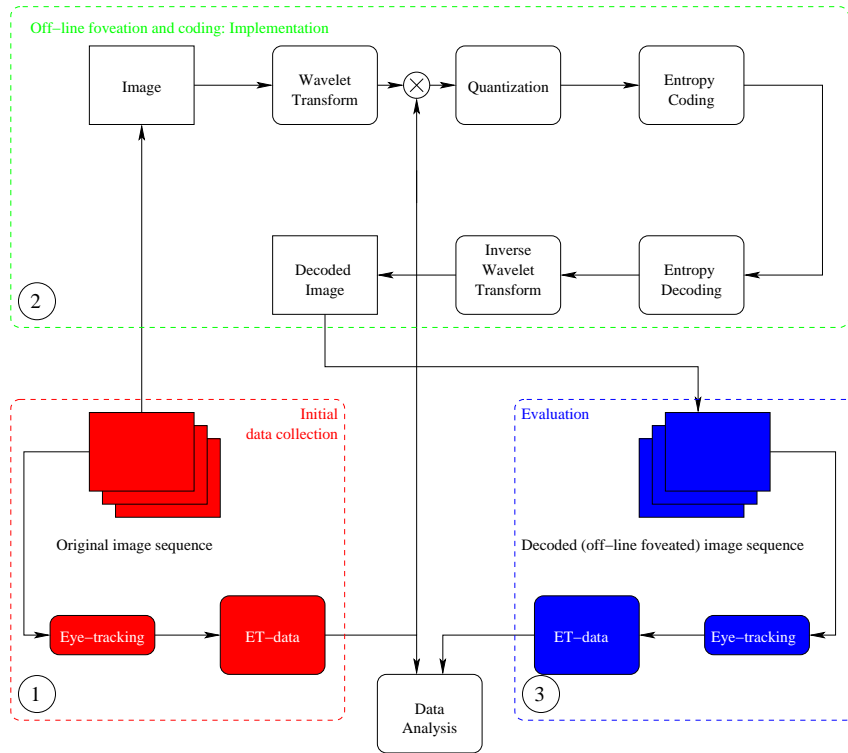 Off−line foveation and coding: Implementation
Image
Wavelet
Transform
Quantization
Entropy
Coding
Decoded
Image
Inverse
Wavelet
Transform
Entropy
Decoding
2
Initial
data collection
Original image sequence
Eye−tracking
ET−data
1
Evaluation
Decoded (off−line foveated) image sequence
ET−data
Eye−tracking
3
Data
Analysis